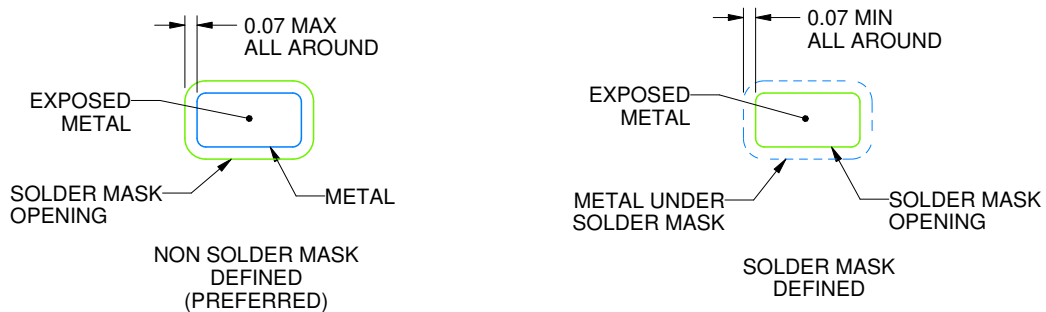 0.07 MAX
ALL AROUND
EXPOSED
METAL
SOLDER MASK
OPENING
METAL
NON SOLDER MASK
DEFINED
(PREFERRED)
0.07 MIN
ALL AROUND
EXPOSED
METAL
METAL UNDER
SOLDER MASK
SOLDER MASK
OPENING
SOLDER MASK
DEFINED